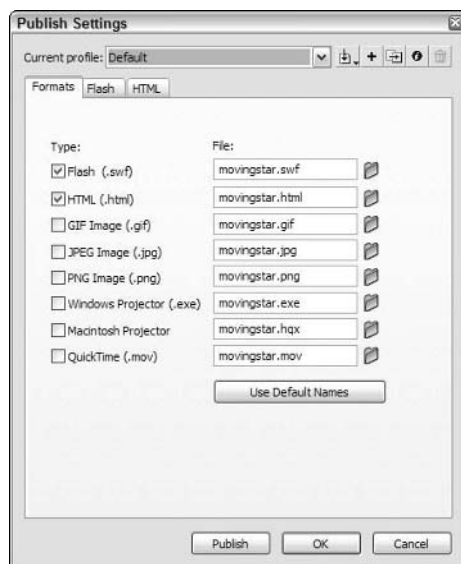 Publish Settings
Current profile: Default
Formats Flash HTML
Type: File:
Flash (.swf) movingstar.swf
HTML (.html) movingstar.html
GIF Image (.gif) movingstar.gif
JPEG Image (.jpg) movingstar.jpg
PNG Image (.png) movingstar.png
Windows Projector (.exe) movingstar.exe
Macintosh Projector movingstar.hqx
QuickTime (.mov) movingstar.mov
Use Default Names
Publish OK Cancel